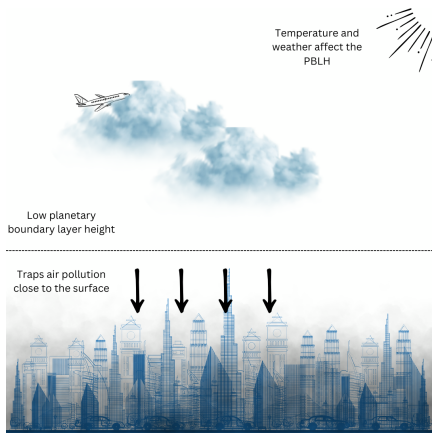 Temperature and
weather affect the
PBLH
Low planetary
boundary layer height
Traps air pollution
close to the surface